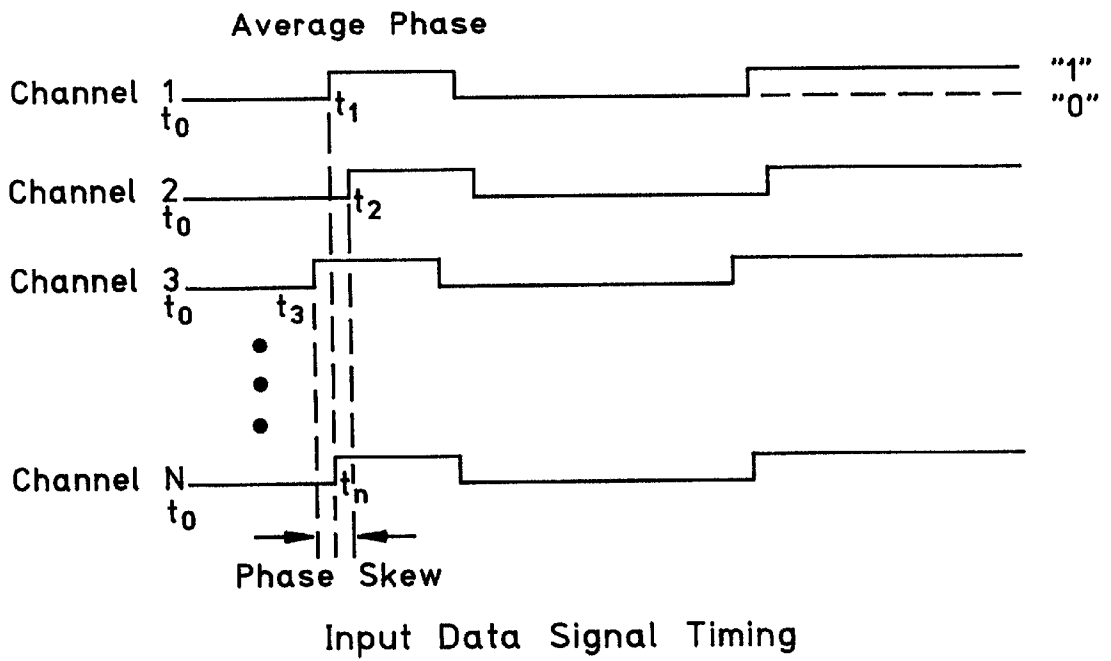 Average Phase
Channel 1
t0
t1
"1"
"0"
Channel 2
t0
t2
Channel 3
t0
t3
Channel N
t0
tn
Phase Skew
Input Data Signal Timing